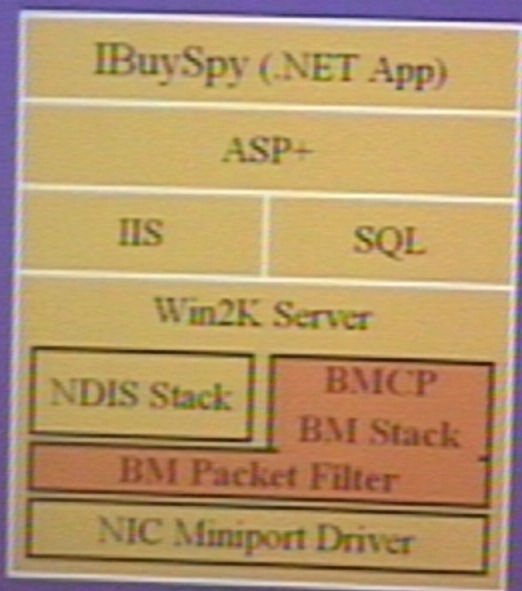 IBuySpy (.NET App)
ASP+
IIS
SQL
Win2K Server
NDIS Stack
BMCP
BM Stack
BM Packet Filter
NIC Miniport Driver